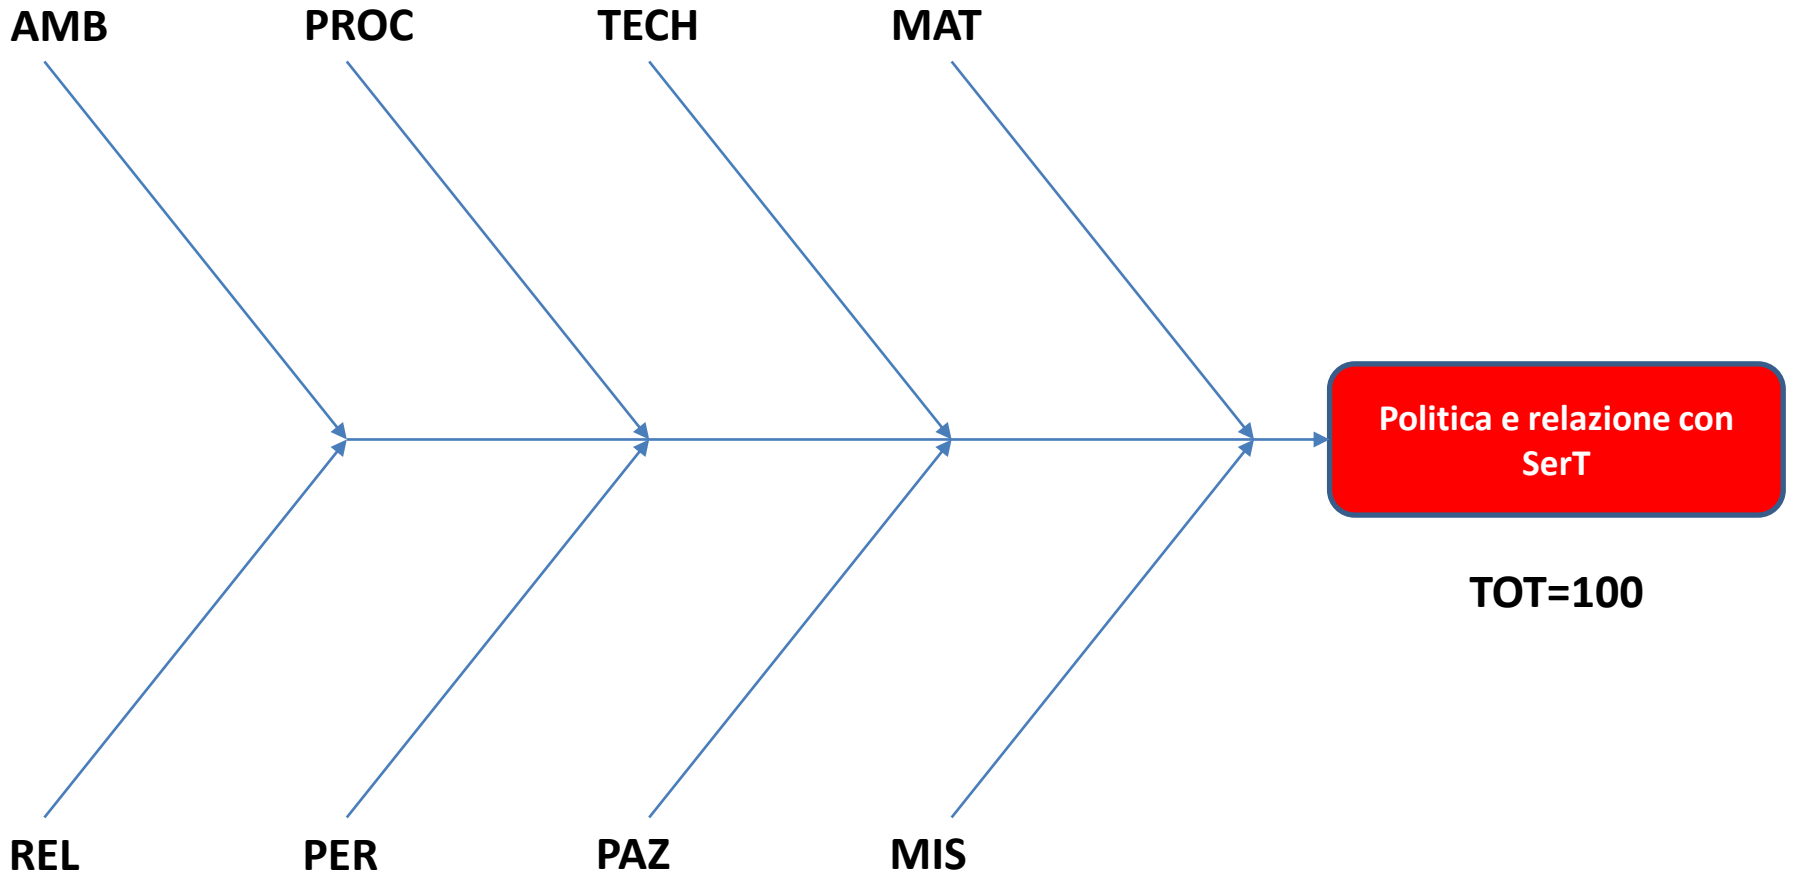 AMB
PROC
TECH
MAT
Politica e relazione con
SerT
TOT=100
REL
PER
PAZ
MIS